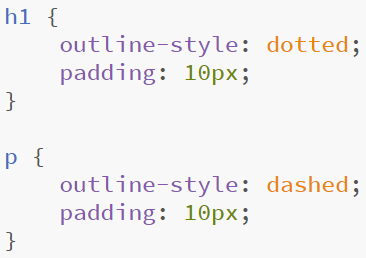 h1 {
    outline-style: dotted;
    padding: 10px;
}

p {
    outline-style: dashed;
    padding: 10px;
}